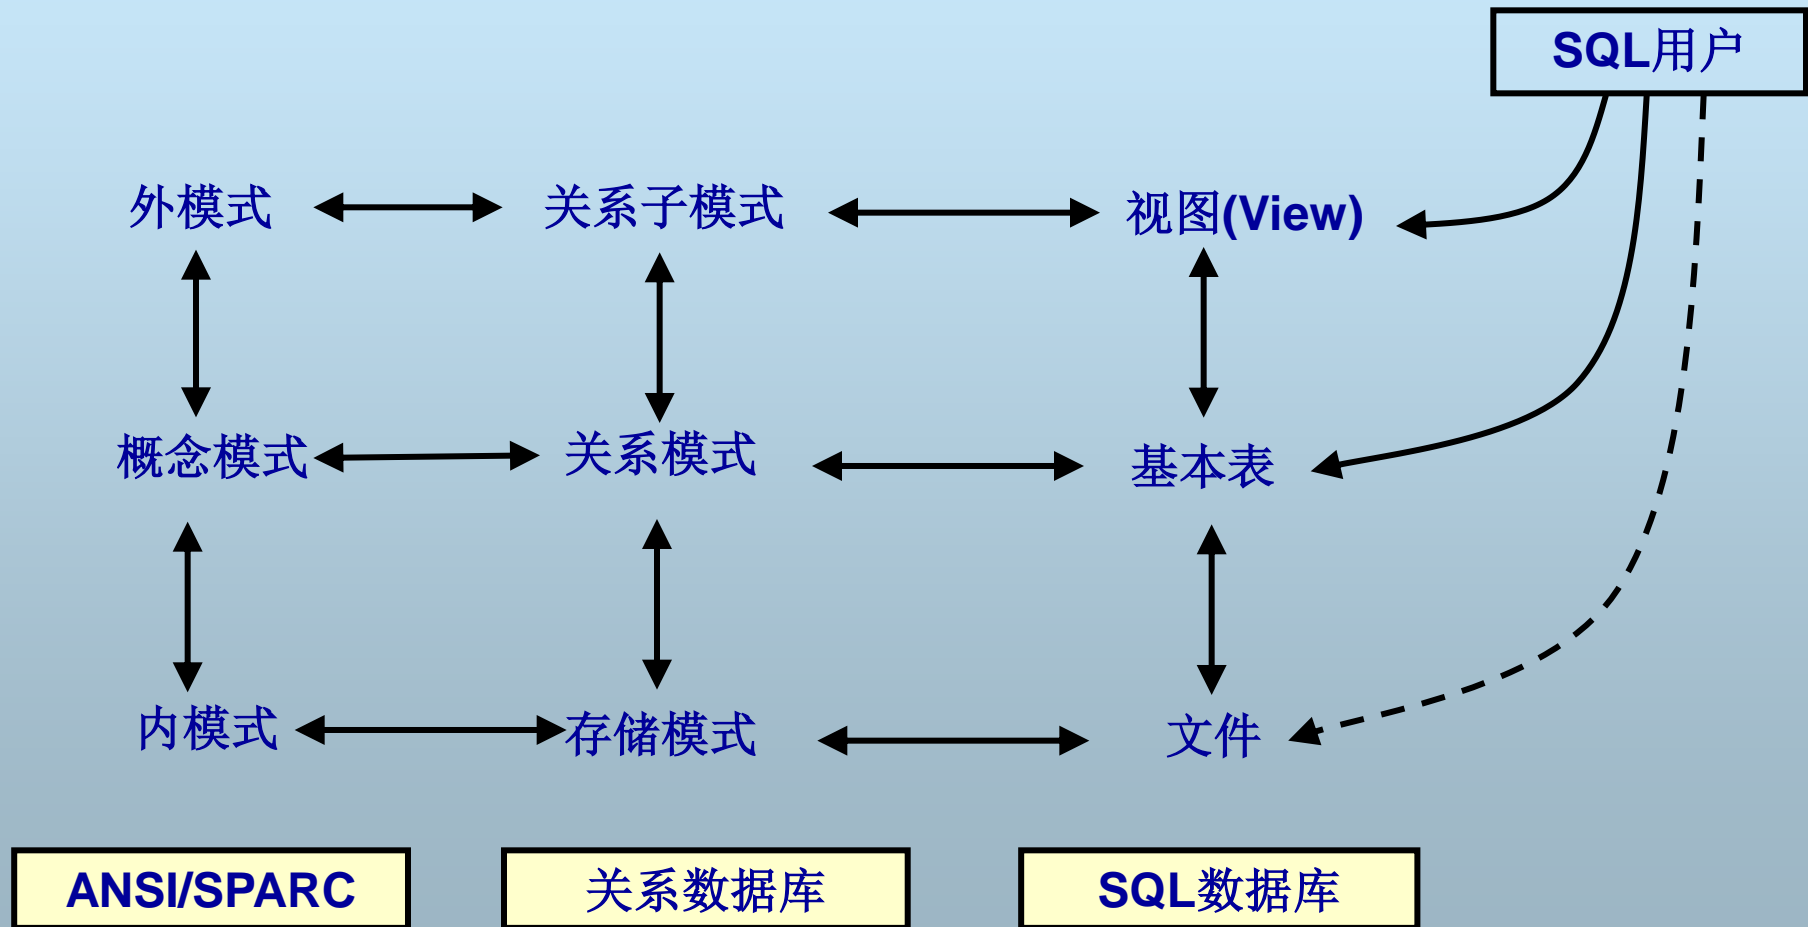 SQL用户
外模式
关系子模式
视图(View)
概念模式
关系模式
基本表
内模式
存储模式
文件
ANSI/SPARC
关系数据库
SQL数据库